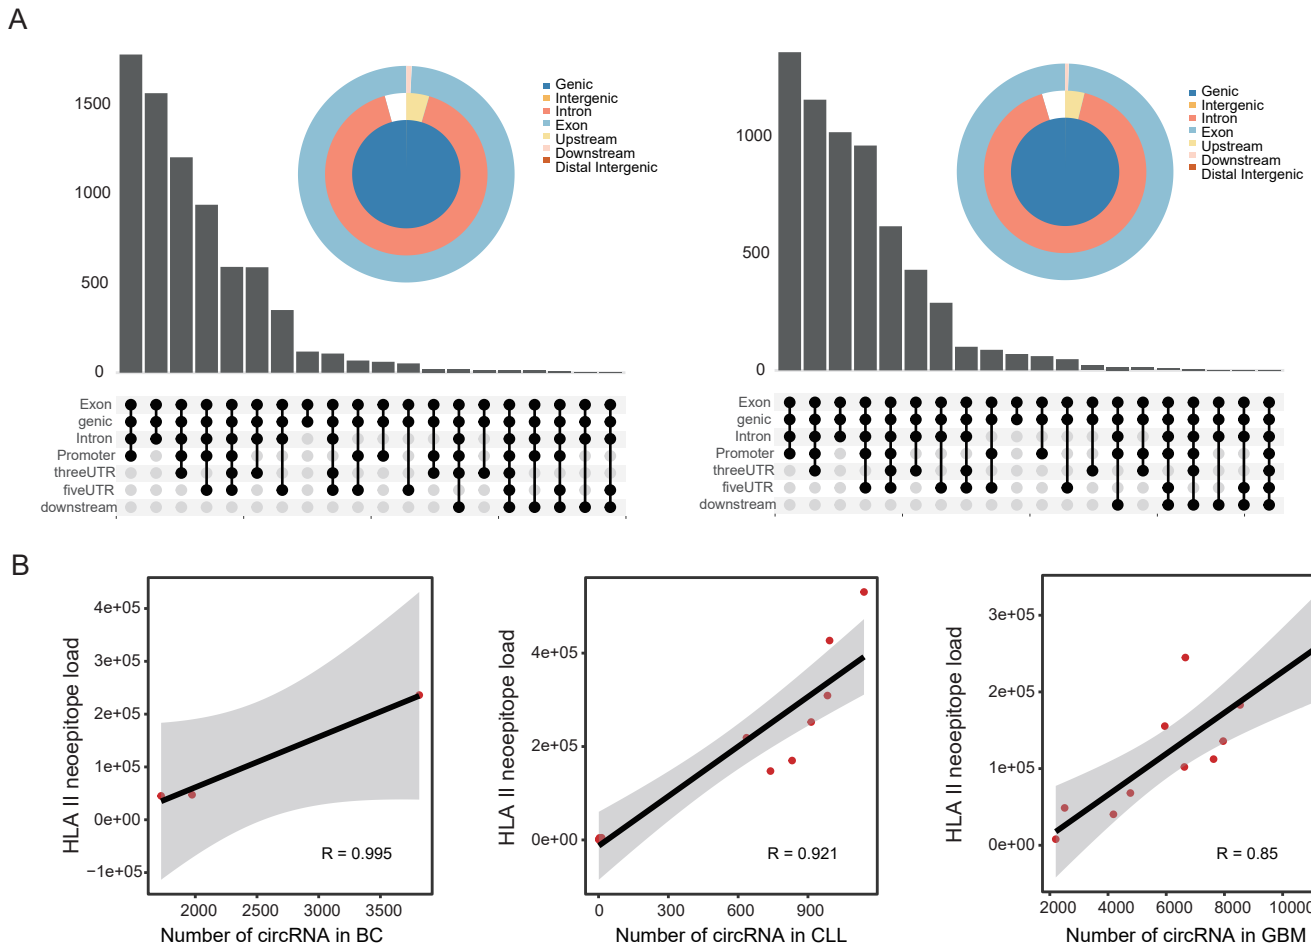 A
1500
1000
500
0
Genic
Intergenic
Intron
Exon
Upstream
Downstream
Distal Intergenic
Exon
genic
Intron
Promoter
threeUTR
fiveUTR
downstream
1000
500
0
Genic
Intergenic
Intron
Exon
Upstream
Downstream
Distal Intergenic
Exon
genic
Intron
Promoter
threeUTR
fiveUTR
downstream
B
HLA II neoepitope load
4e+05
3e+05
2e+05
1e+05
0e+00
−1e+05
R = 0.995
2000 2500 3000 3500
Number of circRNA in BC
HLA II neoepitope load
4e+05
2e+05
0e+00
R = 0.921
0 300 600 900
Number of circRNA in CLL
HLA II neoepitope load
3e+05
2e+05
1e+05
0e+00
R = 0.85
2000 4000 6000 8000 10000
Number of circRNA in GBM